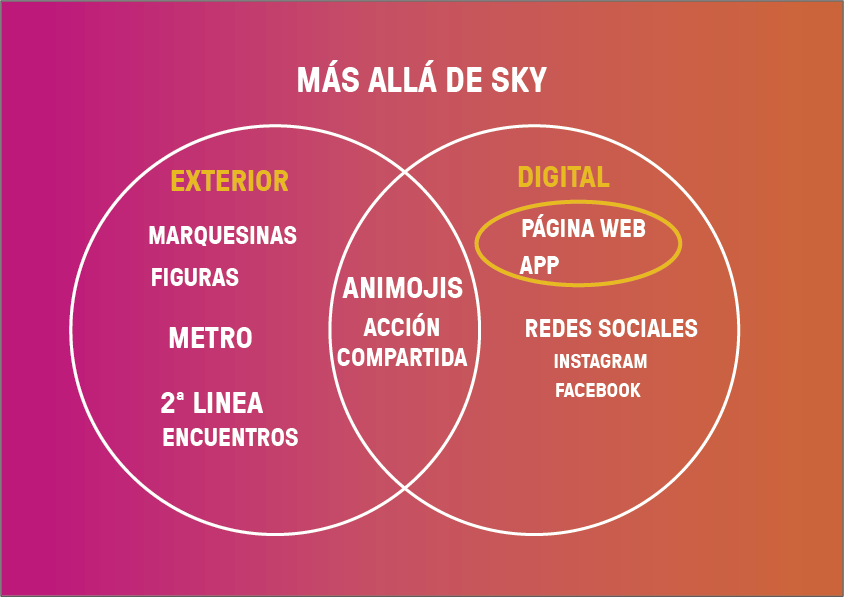 MÁS ALLÁ DE SKY
EXTERIOR
MARQUESINAS
FIGURAS
METRO
2ª LINEA
ENCUENTROS
ANIMOJIS
ACCIÓN
COMPARTIDA
DIGITAL
PÁGINA WEB
APP
REDES SOCIALES
INSTAGRAM
FACEBOOK